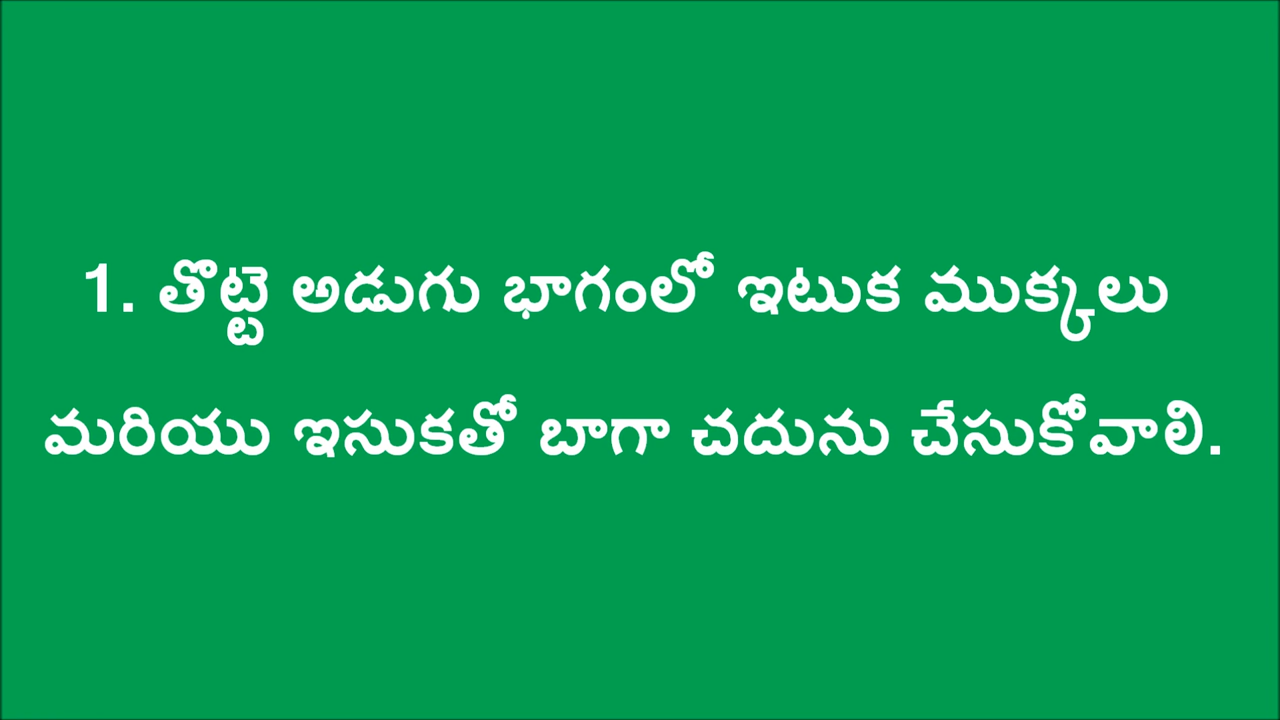 1. తొట్టె అడుగు భాగంలో ఇటుక ముక్కలు
మరియు ఇసుకతో బాగా చదును చేసుకోవాలి.